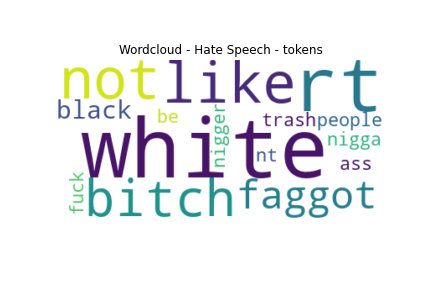 Wordcloud - Hate Speech - tokens
not like rt
black be nigger trash people
white nt nigga
ass
fuck bitch faggot